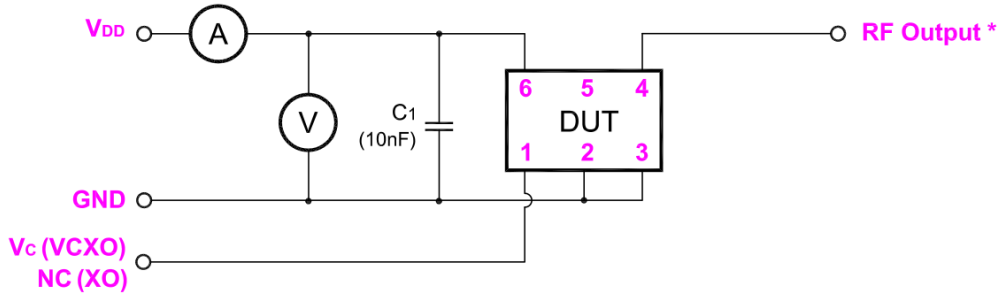 VDD
A
RF Output *
6 5 4
C1
V
DUT
(10nF)
1 2 3
GND
Vc (VCXO)
NC (XO)